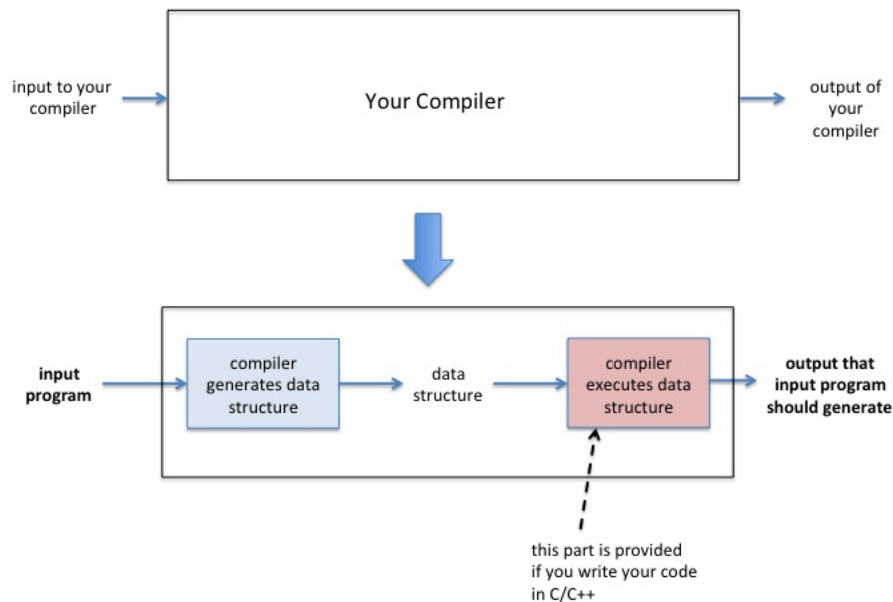 input to your
compiler
Your Compiler
output of
your
compiler
input
program
compiler
generates data
structure
data
structure
compiler
executes data
structure
output that
input program
should generate
this part is provided
if you write your code
in C/C++